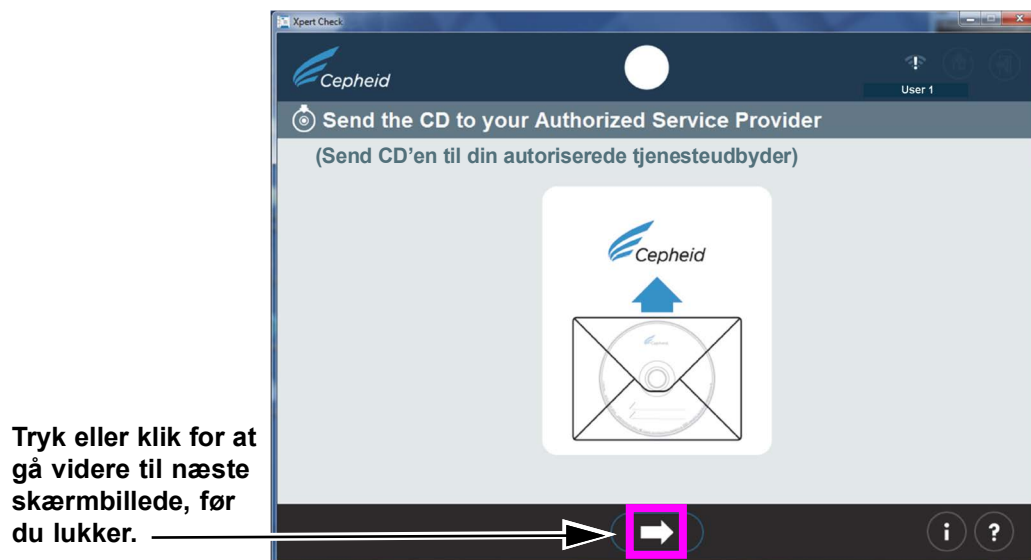 Xpert Check
Cepheid
User 1
Send the CD to your Authorized Service Provider
(Send CD’en til din autoriserede tjenesteudbyder)
Cepheid
Cepheid
Tryk eller klik for at
gå videre til næste
skærmbillede, før
du lukker.
i ?